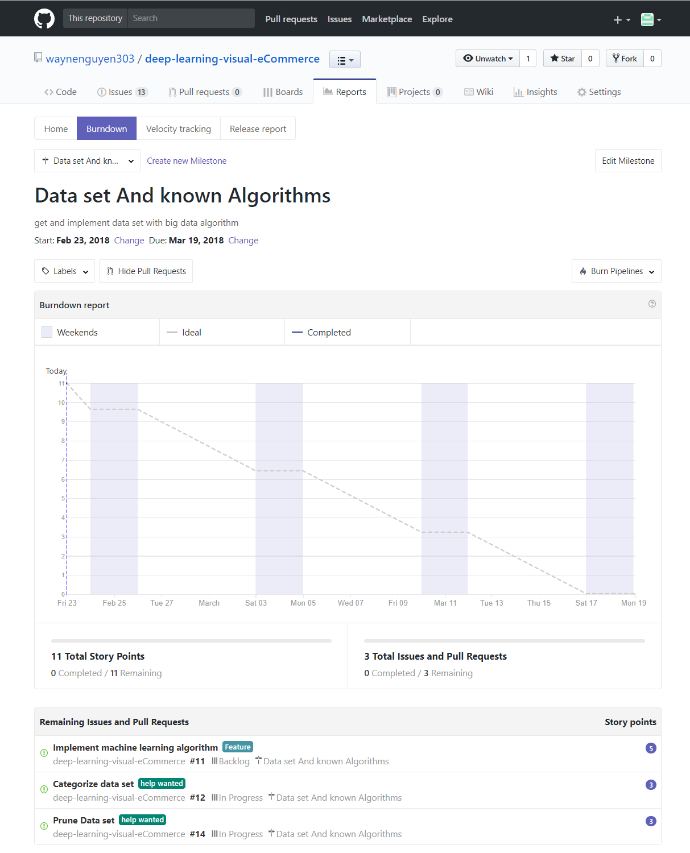 This repository Search Pull requests Issues Marketplace Explore
waynenguyen303 / deep-learning-visual-eCommerce Unwatch 1 Star 0 Fork 0
Code Issues 13 Pull requests 0 Boards Reports Projects 0 Wiki Insights Settings
Home Burndown Velocity tracking Release report
Data set And kn... Create new Milestone Edit Milestone
Data set And known Algorithms
get and implement data set with big data algorithm
Start: Feb 23, 2018 Change Due: Mar 19, 2018 Change
Labels Hide Pull Requests Burn Pipelines
Burndown report
Weekends Ideal Completed
Today
11
10
9
8
7
6
5
4
3
2
1
0
Fri 23 Feb 25 Tue 27 March Sat 03 Mon 05 Wed 07 Fri 09 Mar 11 Tue 13 Thu 15 Sat 17 Mon 19
11 Total Story Points 3 Total Issues and Pull Requests
0 Completed / 11 Remaining 0 Completed / 3 Remaining
Remaining Issues and Pull Requests Story points
Implement machine learning algorithm Feature 5
deep-learning-visual-eCommerce #11 Backlog Data set And known Algorithms
Categorize data set help wanted 3
deep-learning-visual-eCommerce #12 In Progress Data set And known Algorithms
Prune Data set help wanted 3
deep-learning-visual-eCommerce #14 In Progress Data set And known Algorithms